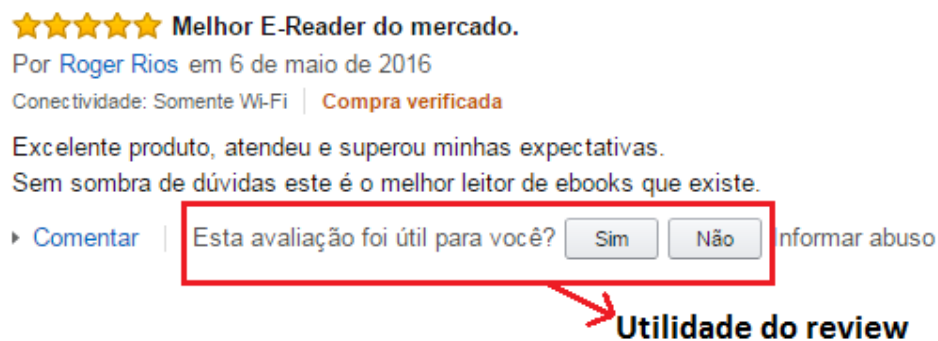 Melhor E-Reader do mercado.
Por Roger Rios em 6 de maio de 2016
Conectividade: Somente Wi-Fi Compra verificada
Excelente produto, atendeu e superou minhas expectativas.
Sem sombra de dúvidas este é o melhor leitor de ebooks que existe.
Comentar Esta avaliação foi útil para você? Sim Não Informar abuso
Utilidade do review